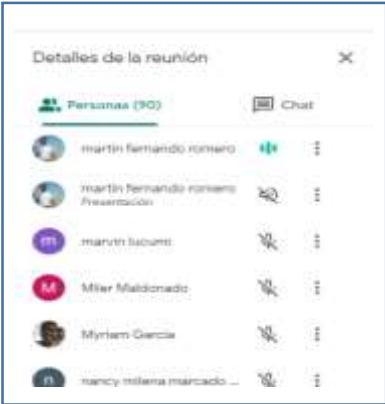 Detalles de la reunión
Personas (90) Chat
martin fernando romero
martin fernando romero
Presentación
m marvin lucumi
M Miler Maldonado
Myriam Garcia
n nancy milena marcado ...